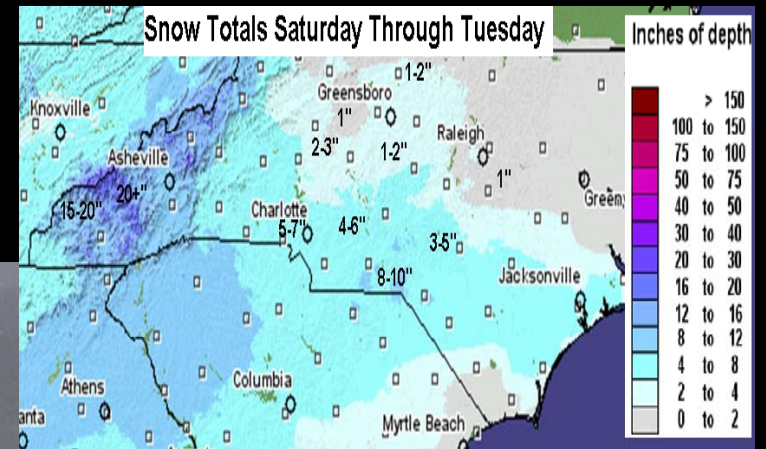 Snow Totals Saturday Through Tuesday
Inches of depth
> 150
100 to 150
75 to 100
50 to 75
40 to 50
30 to 40
20 to 30
16 to 20
12 to 16
8 to 12
4 to 8
2 to 4
0 to 2
1-2"
Greensboro
Knoxville
1"
Raleigh
2-3"
1-2"
Asheville
1"
20+"
Green
15-20"
Charlotte
5-7"
4-6"
3-5"
8-10"
Jacksonville
Columbia
Athens
anta
Myrtle Beach